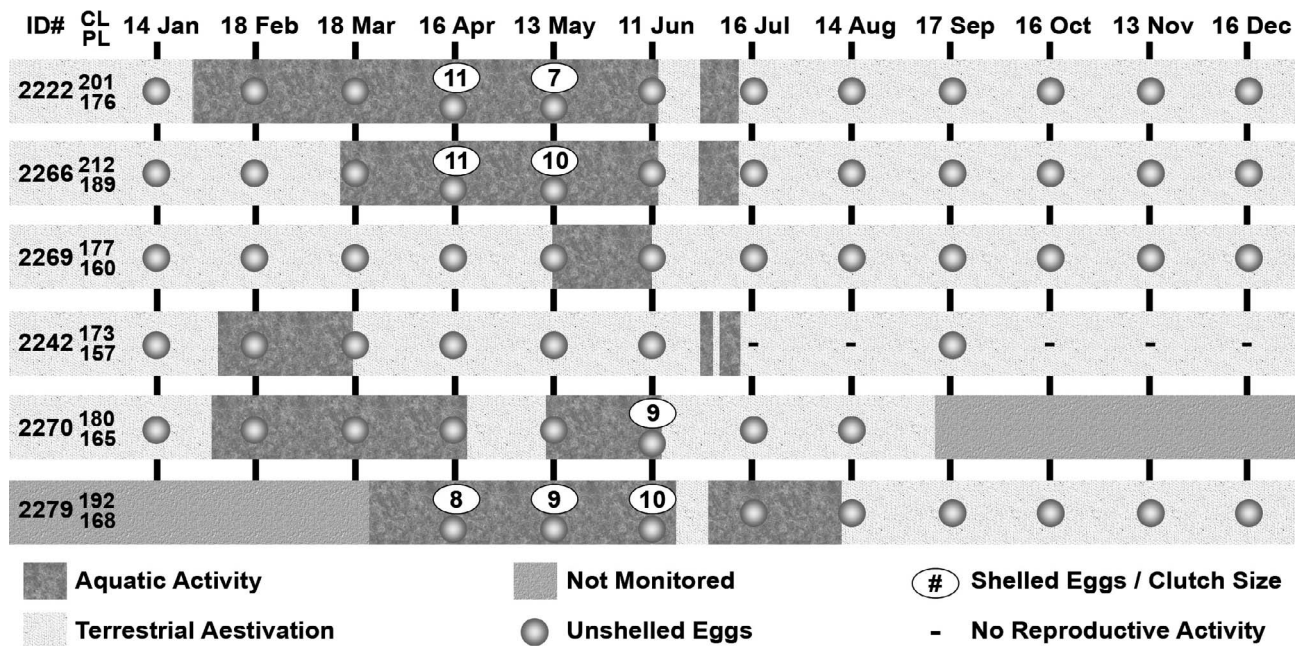 ID# CL PL 14 Jan 18 Feb 18 Mar 16 Apr 13 May 11 Jun 16 Jul 14 Aug 17 Sep 16 Oct 13 Nov 16 Dec
2222 201 176 11 7
2266 212 189 11 10
2269 177 160
2242 173 157 - - - - -
2270 180 165 9
2279 192 168 8 9 10
Aquatic Activity Not Monitored # Shelled Eggs / Clutch Size
Terrestrial Aestivation Unshelled Eggs - No Reproductive Activity